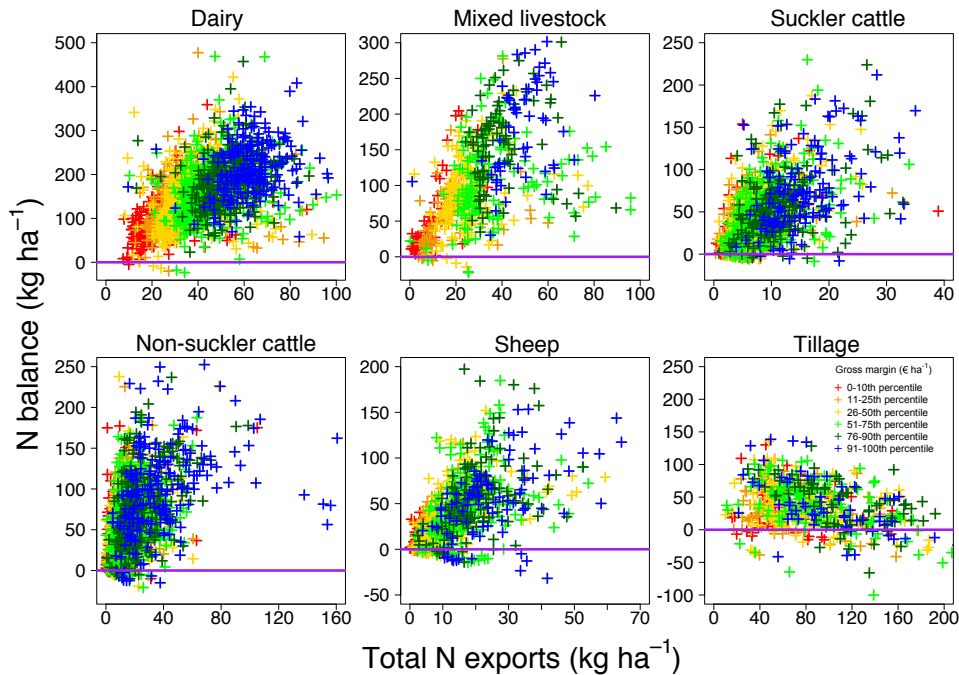 Dairy
Mixed livestock
Suckler cattle
500
400
300
200
100
0
0 20 40 60 80 100
300
250
200
150
100
50
0
0 20 40 60 80 100
250
200
150
100
50
0
0 10 20 30 40
N balance (kg ha⁻¹)
Non-suckler cattle
Sheep
Tillage
250
200
150
100
50
0
0 40 80 120 160
200
150
100
50
0
-50
0 10 20 30 50 70
Gross margin (€ ha⁻¹)
0-10th percentile
11-25th percentile
26-50th percentile
51-75th percentile
76-90th percentile
91-100th percentile
200
150
100
50
0
-50
-100
0 40 80 120 160 200
Total N exports (kg ha⁻¹)